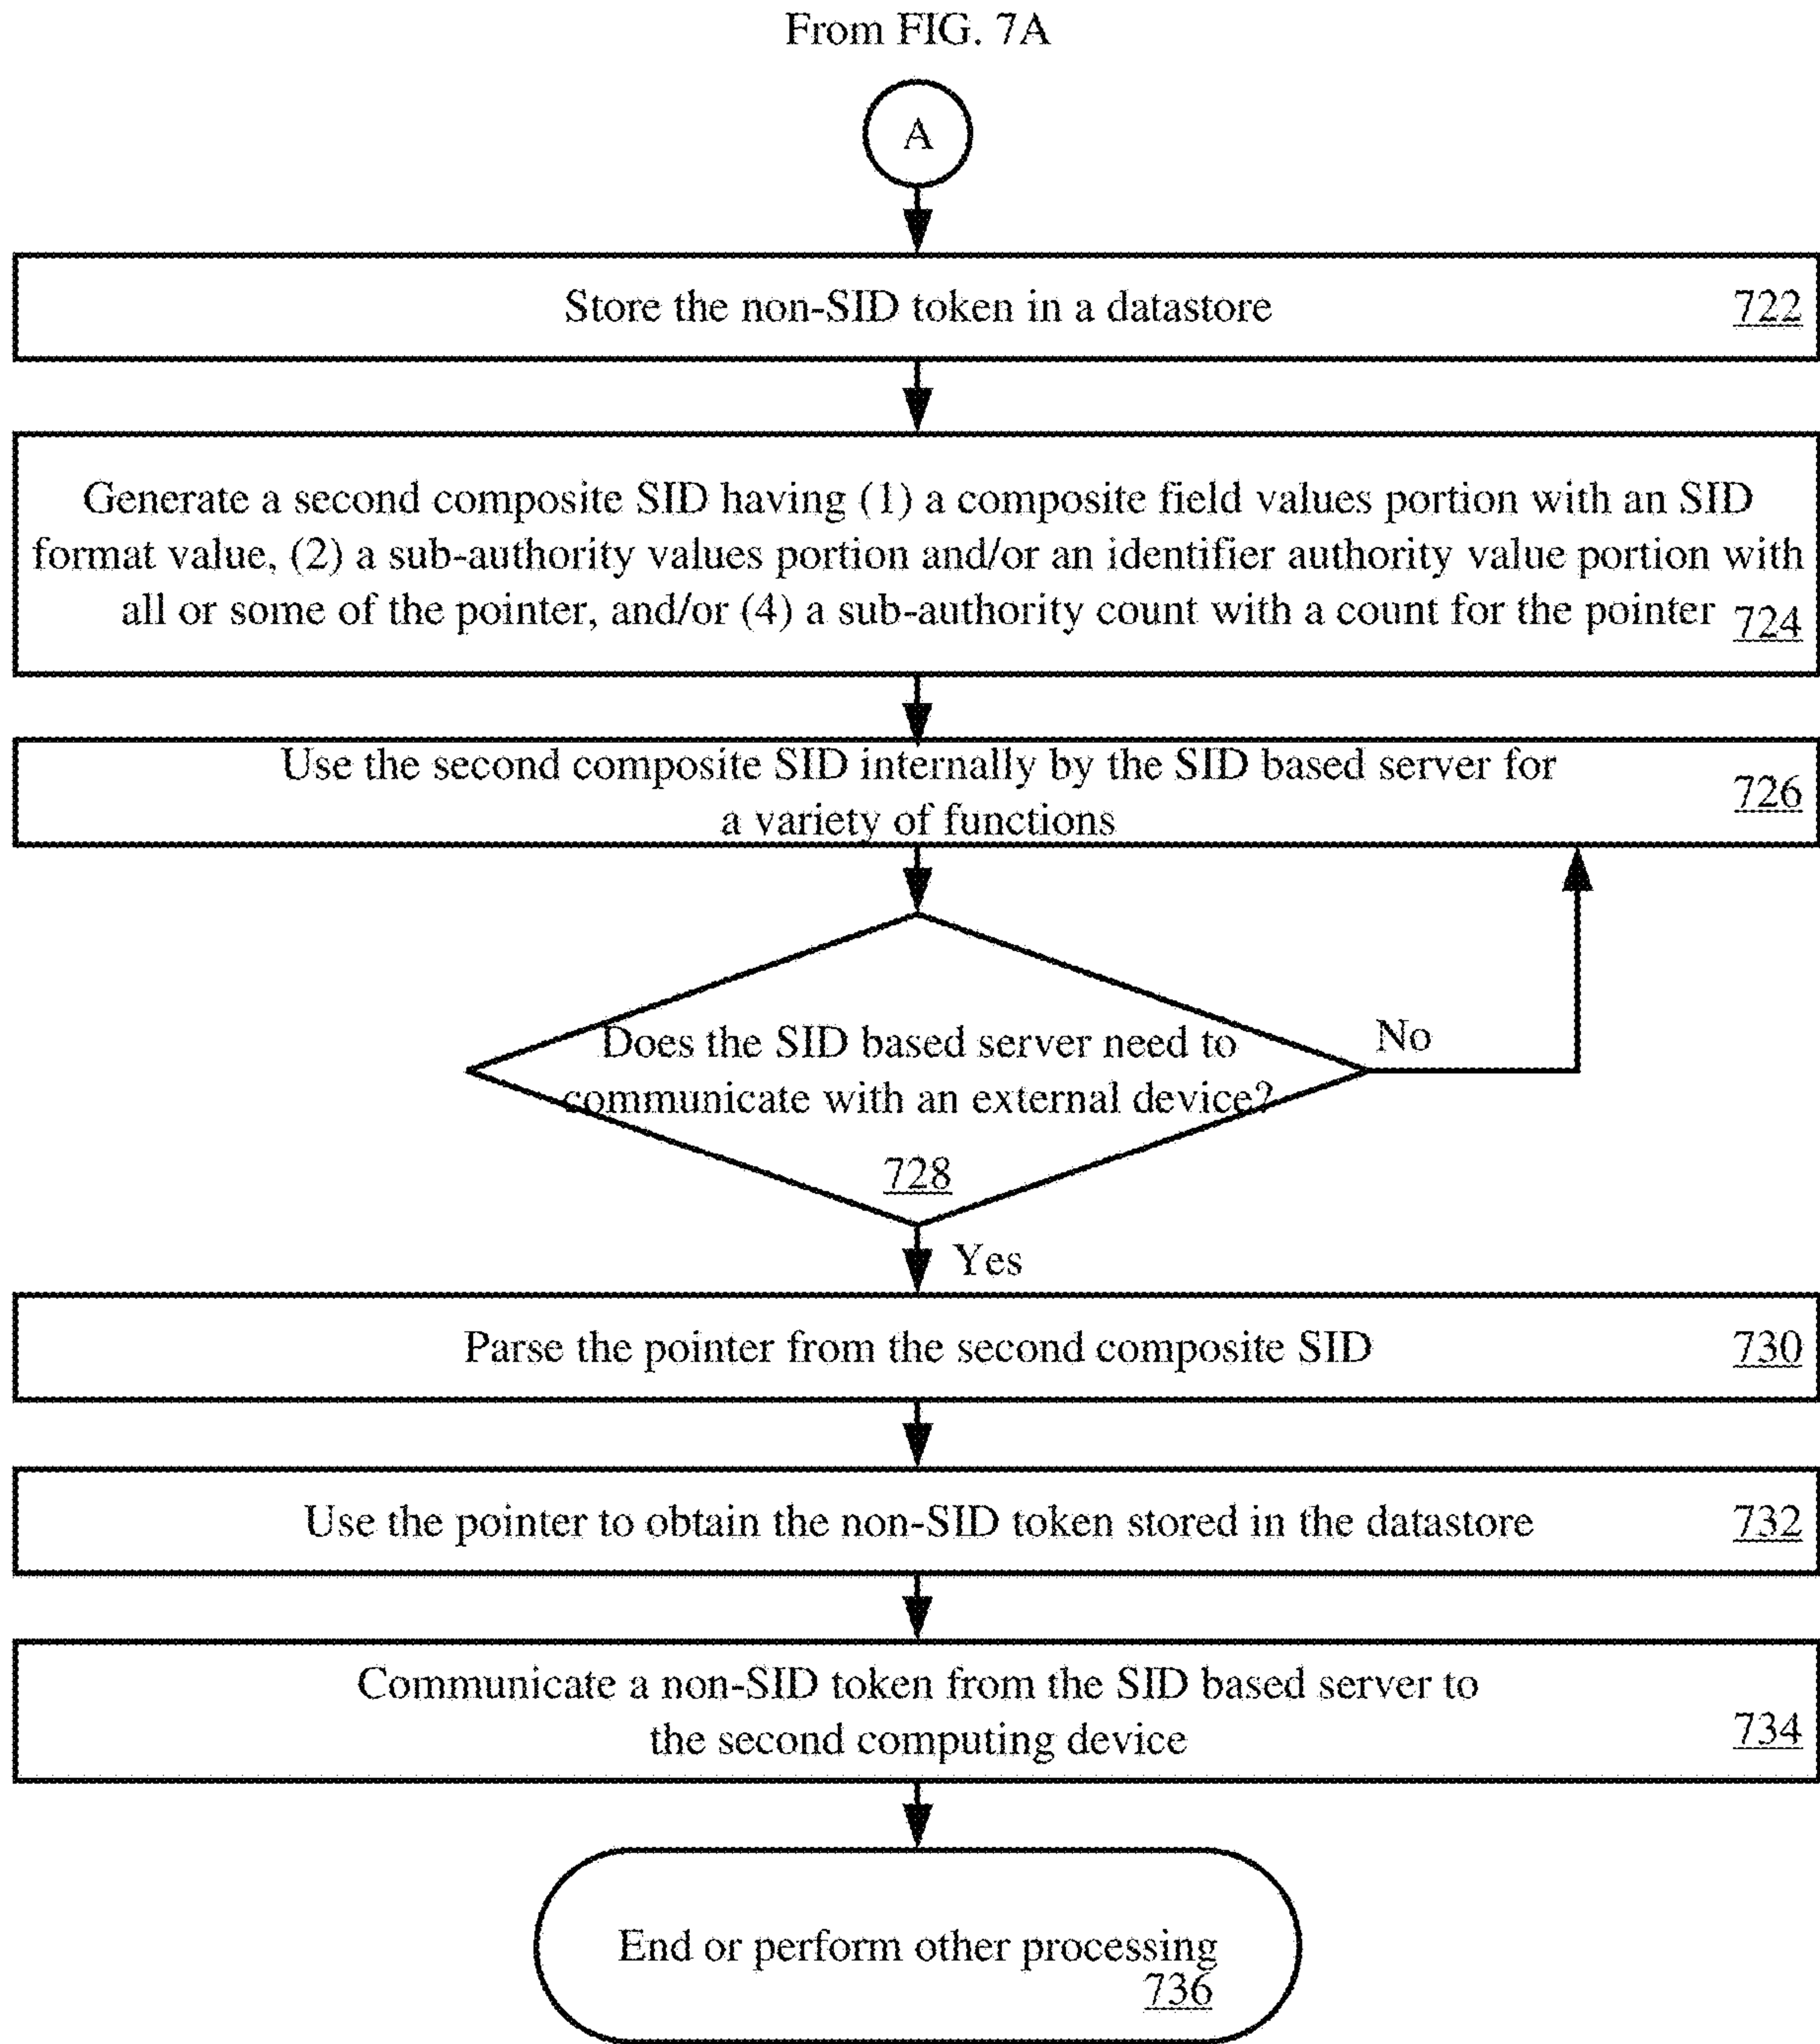 From FIG. 7A
A
Store the non-SID token in a datastore
722
Generate a second composite SID having (1) a composite field values portion with an SID
format value, (2) a sub-authority values portion and/or an identifier authority value portion with
all or some of the pointer, and/or (4) a sub-authority count with a count for the pointer
724
Use the second composite SID internally by the SID based server for
a variety of functions
726
Does the SID based server need to
communicate with an external device?
728
No
Yes
Parse the pointer from the second composite SID
730
Use the pointer to obtain the non-SID token stored in the datastore
732
Communicate a non-SID token from the SID based server to
the second computing device
734
End or perform other processing
736